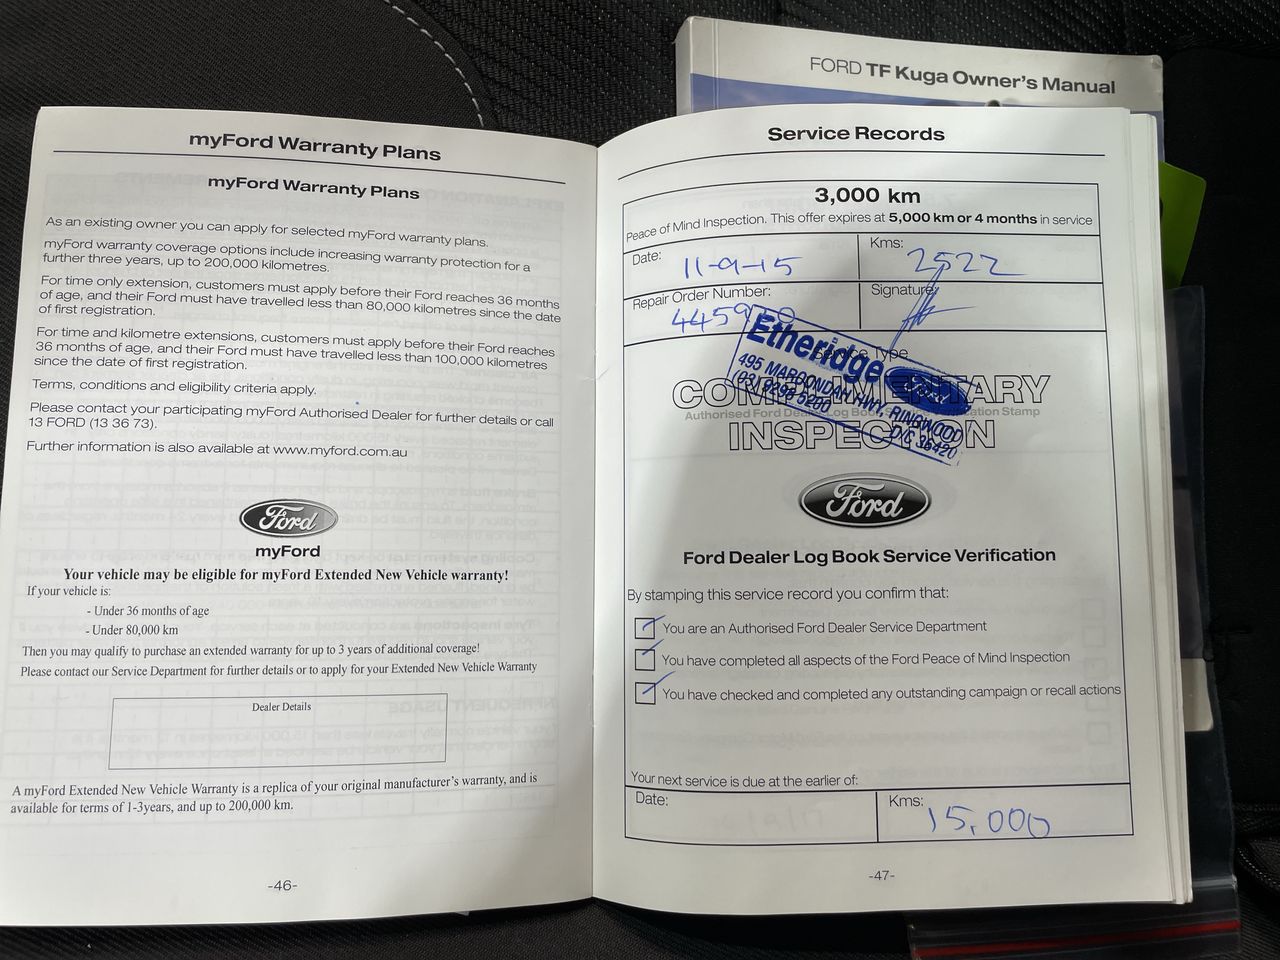 FORD TF Kuga Owner's Manual
myFord Warranty Plans
myFord Warranty Plans
As an existing owner you can apply for selected myFord warranty plans.
myFord warranty coverage options include increasing warranty protection for a
further three years, up to 200,000 kilometres.
For time only extension, customers must apply before their Ford reaches 36 months
of age, and their Ford must have travelled less than 80,000 kilometres since the date
of first registration.
For time and kilometre extensions, customers must apply before their Ford reaches
36 months of age, and their Ford must have travelled less than 100,000 kilometres
since the date of first registration.
Terms, conditions and eligibility criteria apply.
Please contact your participating myFord Authorised Dealer for further details or call
13 FORD (13 36 73).
Further information is also available at www.myford.com.au
Ford
myFord
Your vehicle may be eligible for myFord Extended New Vehicle warranty!
If your vehicle is:
- Under 36 months of age
- Under 80,000 km
Then you may qualify to purchase an extended warranty for up to 3 years of additional coverage!
Please contact our Service Department for further details or to apply for your Extended New Vehicle Warranty
Dealer Details
A myFord Extended New Vehicle Warranty is a replica of your original manufacturer's warranty, and is
available for terms of 1-3years, and up to 200,000 km.
-46-
Service Records
3,000 km
Peace of Mind Inspection. This offer expires at 5,000 km or 4 months in service
Date: 11-9-15
Kms: 2522
Repair Order Number:
Signature:
Service Type
COMPLIMENTARY
Authorised Ford Dealer Log Book Service Verification Stamp
INSPECTION
Etheridge Ford
495 MAROONDAH HWY, RINGWOOD
(03) 9298 5200
D/C 36420
Ford
Ford Dealer Log Book Service Verification
By stamping this service record you confirm that:
You are an Authorised Ford Dealer Service Department
You have completed all aspects of the Ford Peace of Mind Inspection
You have checked and completed any outstanding campaign or recall actions
Your next service is due at the earlier of:
Date:
Kms: 15,000
-47-